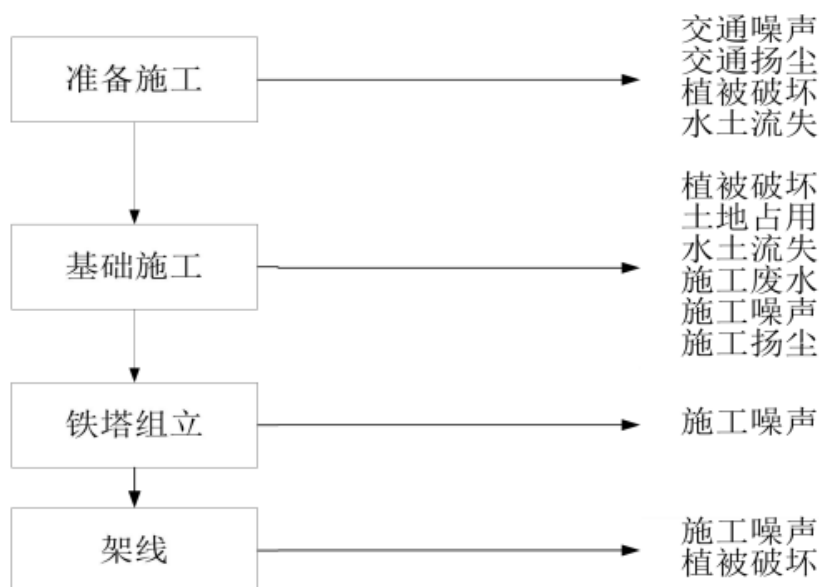 准备施工
交通噪声
交通扬尘
植被破坏
水土流失
基础施工
植被破坏
土地占用
水土流失
施工废水
施工噪声
施工扬尘
铁塔组立
施工噪声
架线
施工噪声
植被破坏